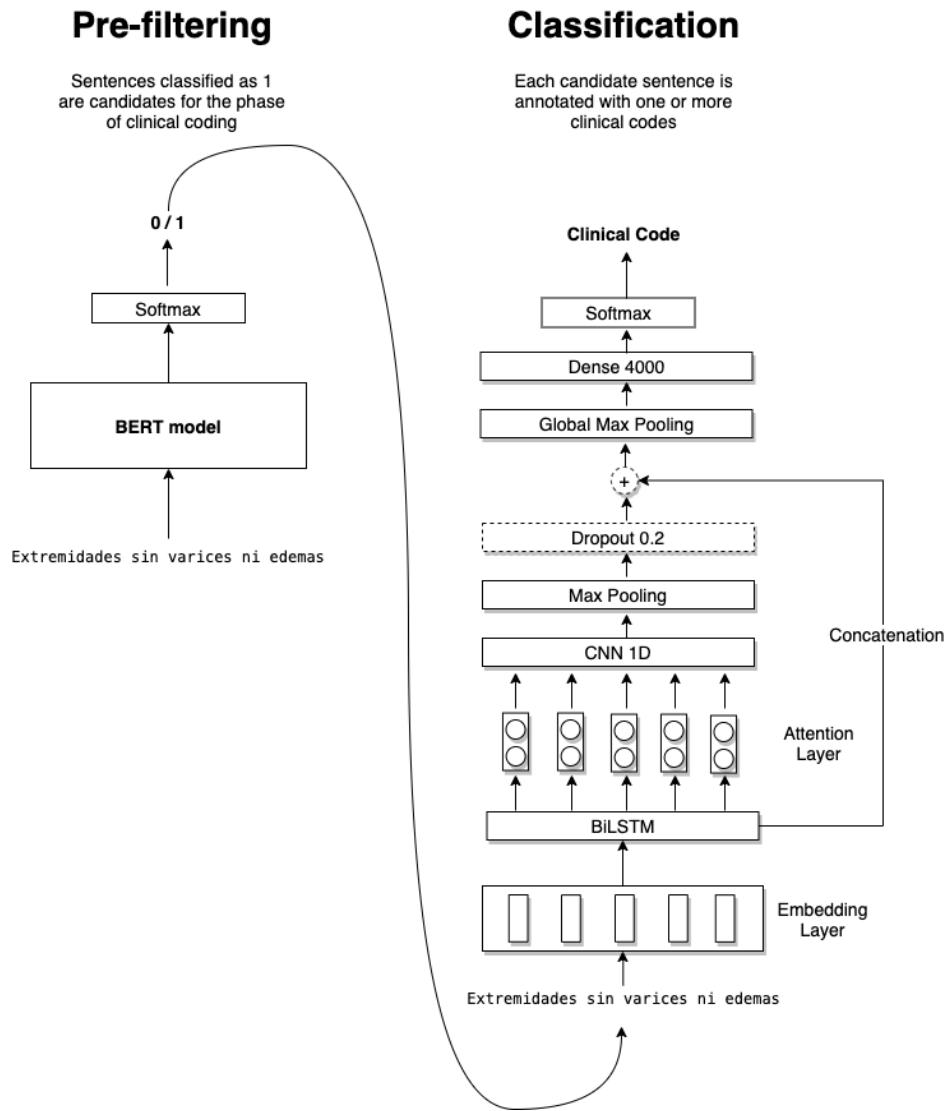 Pre-filtering
Sentences classified as 1
are candidates for the phase
of clinical coding
0 / 1
Softmax
BERT model
Extremidades sin varices ni edemas
Classification
Each candidate sentence is
annotated with one or more
clinical codes
Clinical Code
Softmax
Dense 4000
Global Max Pooling
+
Dropout 0.2
Max Pooling
Concatenation
CNN 1D
Attention
Layer
BiLSTM
Embedding
Layer
Extremidades sin varices ni edemas